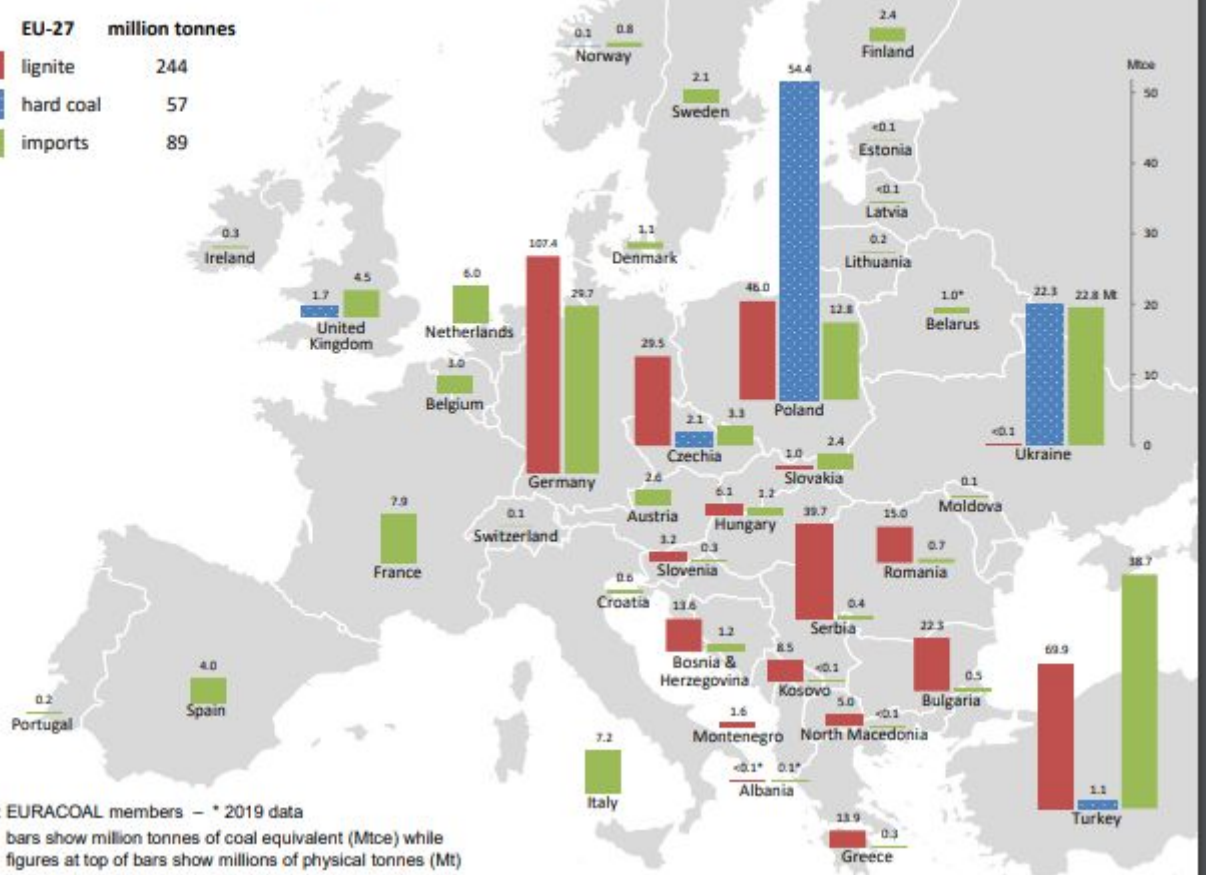 EU-27 million tonnes
lignite 244
hard coal 57
imports 89
0.1 0.8
Norway
2.4
Finland
2.1
Sweden
54.4
Mtce
50
40
30
20
10
0
<0.1
Estonia
<0.1
Latvia
0.2
Lithuania
0.3
Ireland
1.1
Denmark
107.4 29.7
Germany
1.7 4.5
United
Kingdom
6.0
Netherlands
46.0 12.8
Poland
1.0*
Belarus
<0.1 22.3 22.8 Mt
Ukraine
3.0
Belgium
29.5 2.1 3.3
Czechia
1.0 2.4
Slovakia
2.6
Austria
6.1 1.2
Hungary
0.1
Moldova
7.9
France
0.1
Switzerland
3.2 0.3
Slovenia
39.7 0.4
Serbia
15.0 0.7
Romania
0.6
Croatia
13.6 1.2
Bosnia &
Herzegovina
8.5 <0.1
Kosovo
22.3 0.5
Bulgaria
69.9 1.1 38.7
Turkey
4.0
Spain
0.2
Portugal
1.6
Montenegro
5.0 <0.1
North Macedonia
7.2
Italy
<0.1* 0.1*
Albania
13.9 0.3
Greece
EURACOAL members – * 2019 data
bars show million tonnes of coal equivalent (Mtce) while
figures at top of bars show millions of physical tonnes (Mt)